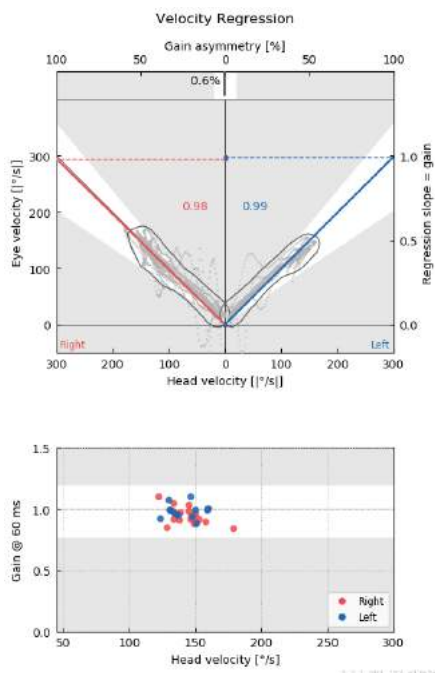 Velocity Regression
Gain asymmetry [%]
100 50 0 50 100
0.6%
Eye velocity [|°/s|]
300
200
100
0
0.98 0.99
Regression slope = gain
1.0
0.5
0.0
Right Left
300 200 100 0 100 200 300
Head velocity [|°/s|]
Gain @ 60 ms
1.5
1.0
0.5
0.0
Right
Left
50 100 150 200 250 300
Head velocity [°/s]